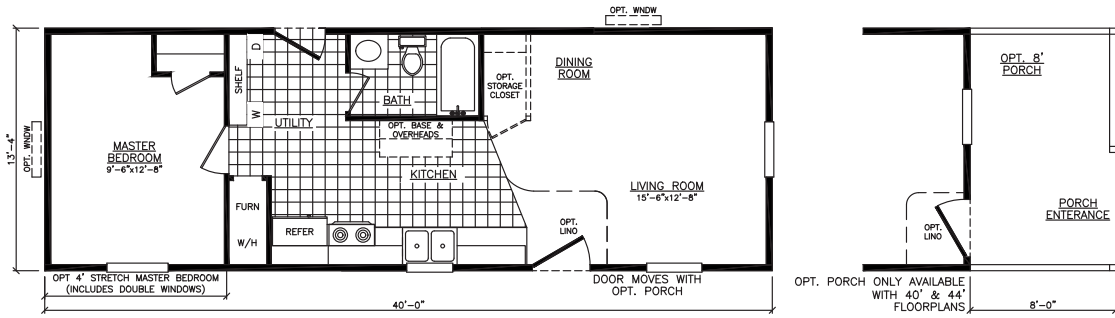 OPT. WNDW
13'-4"
OPT. WNDW
MASTER
BEDROOM
9'-6"x12'-8"
SHELF
D
W
UTILITY
BATH
OPT. BASE &
OVERHEADS
KITCHEN
FURN
W/H
REFER
OPT.
STORAGE
CLOSET
DINING
ROOM
LIVING ROOM
15'-6"x12'-8"
OPT.
LINO
OPT 4' STRETCH MASTER BEDROOM
(INCLUDES DOUBLE WINDOWS)
DOOR MOVES WITH
OPT. PORCH
40'-0"
OPT. 8'
PORCH
OPT.
LINO
PORCH
ENTRANCE
OPT. PORCH ONLY AVAILABLE
WITH 40' & 44'
FLOORPLANS
8'-0"